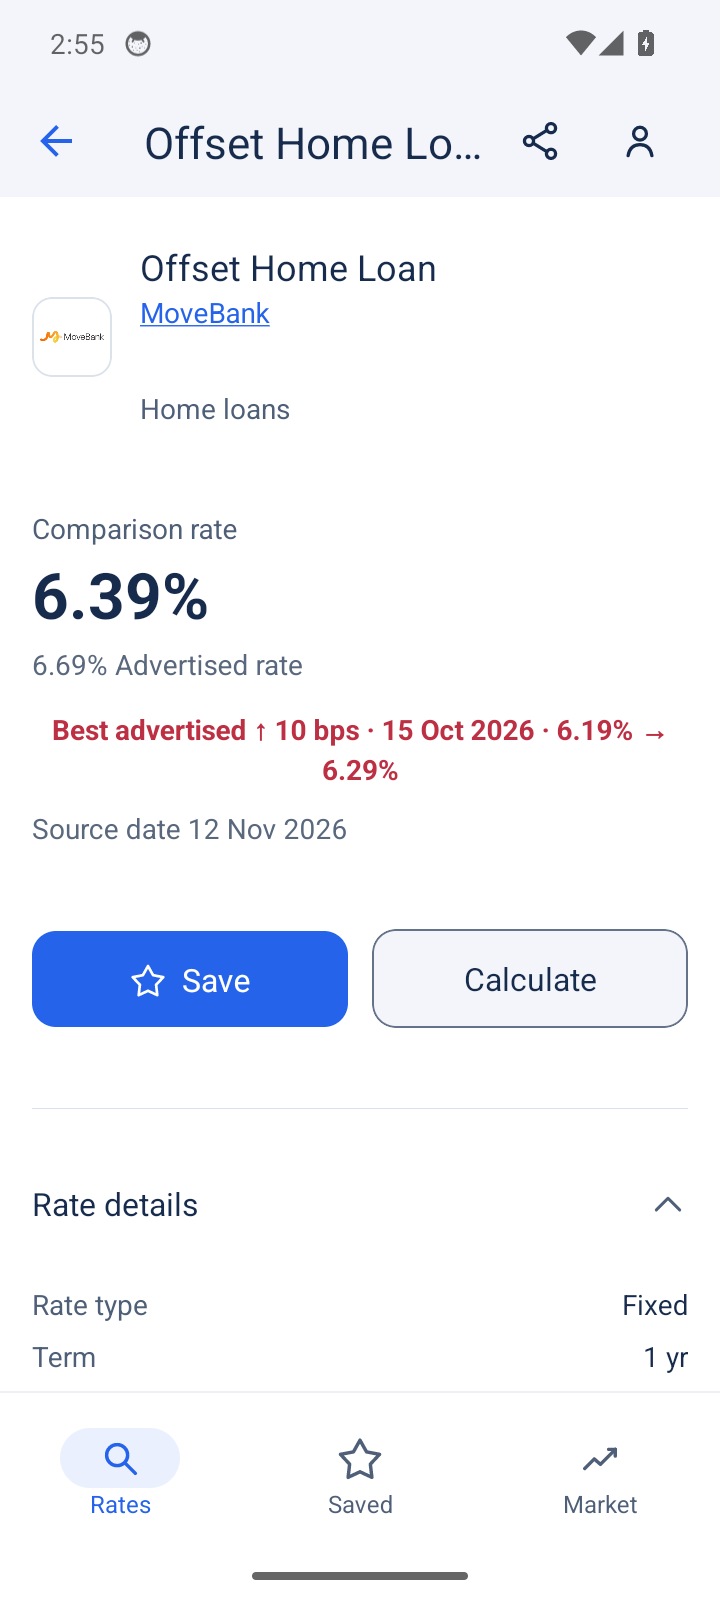 2:55
Offset Home Lo...
Offset Home Loan
MoveBank
MoveBank
Home loans
Comparison rate
6.39%
6.69% Advertised rate
Best advertised ↑ 10 bps · 15 Oct 2026 · 6.19% →
6.29%
Source date 12 Nov 2026
Save
Calculate
Rate details
Rate type Fixed
Term 1 yr
Rates Saved Market